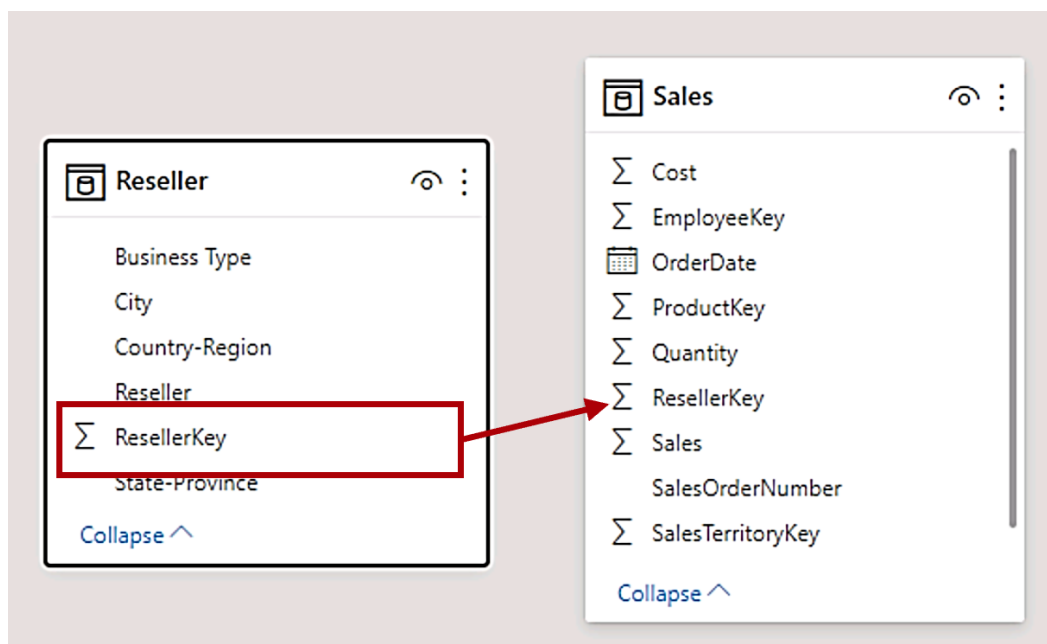 Reseller
Business Type
City
Country-Region
Reseller
ResellerKey
State-Province
Collapse
Sales
Cost
EmployeeKey
OrderDate
ProductKey
Quantity
ResellerKey
Sales
SalesOrderNumber
SalesTerritoryKey
Collapse